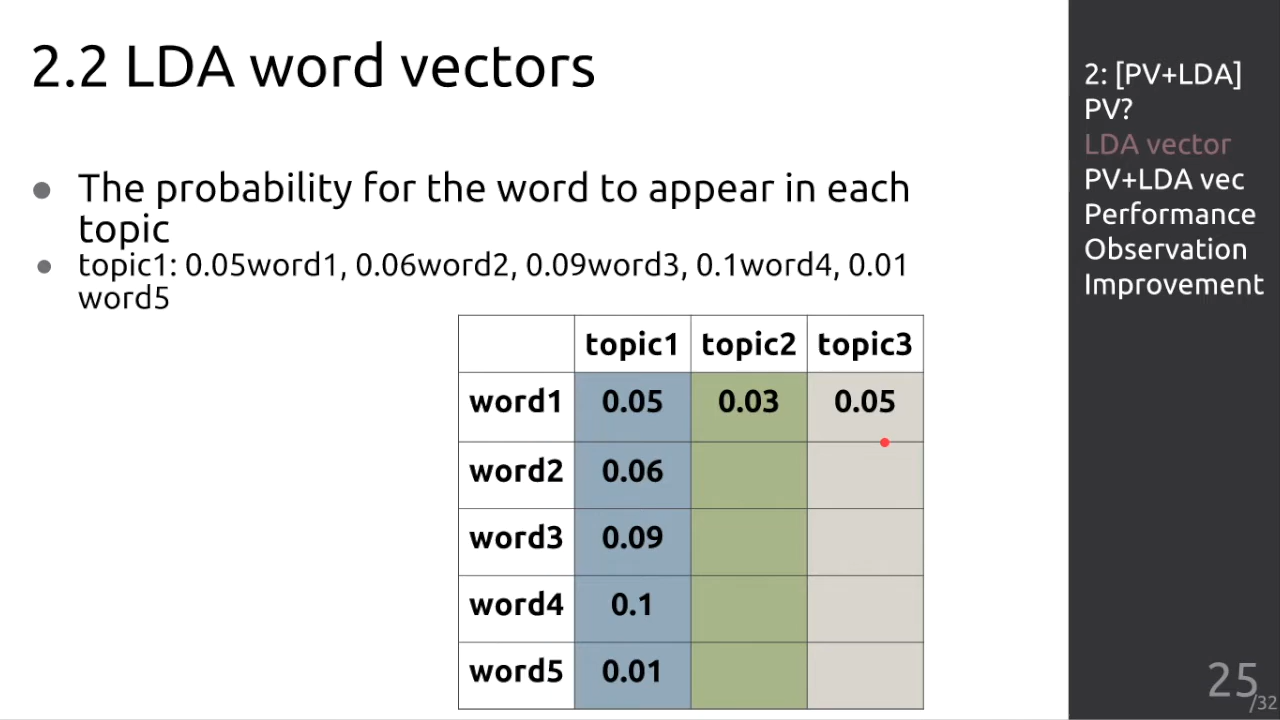 2.2 LDA word vectors
● The probability for the word to appear in each
topic
● topic1: 0.05word1, 0.06word2, 0.09word3, 0.1word4, 0.01
word5
topic1 topic2 topic3
word1 0.05 0.03 0.05
word2 0.06
word3 0.09
word4 0.1
word5 0.01
2: [PV+LDA]
PV?
LDA vector
PV+LDA vec
Performance
Observation
Improvement
25/32